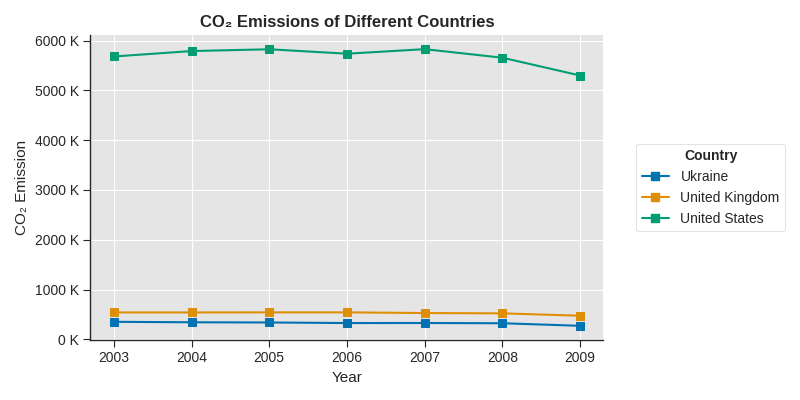 CO₂ Emissions of Different Countries
6000 K
5000 K
4000 K
3000 K
2000 K
1000 K
0 K
CO₂ Emission
2003 2004 2005 2006 2007 2008 2009
Year
Country
Ukraine
United Kingdom
United States